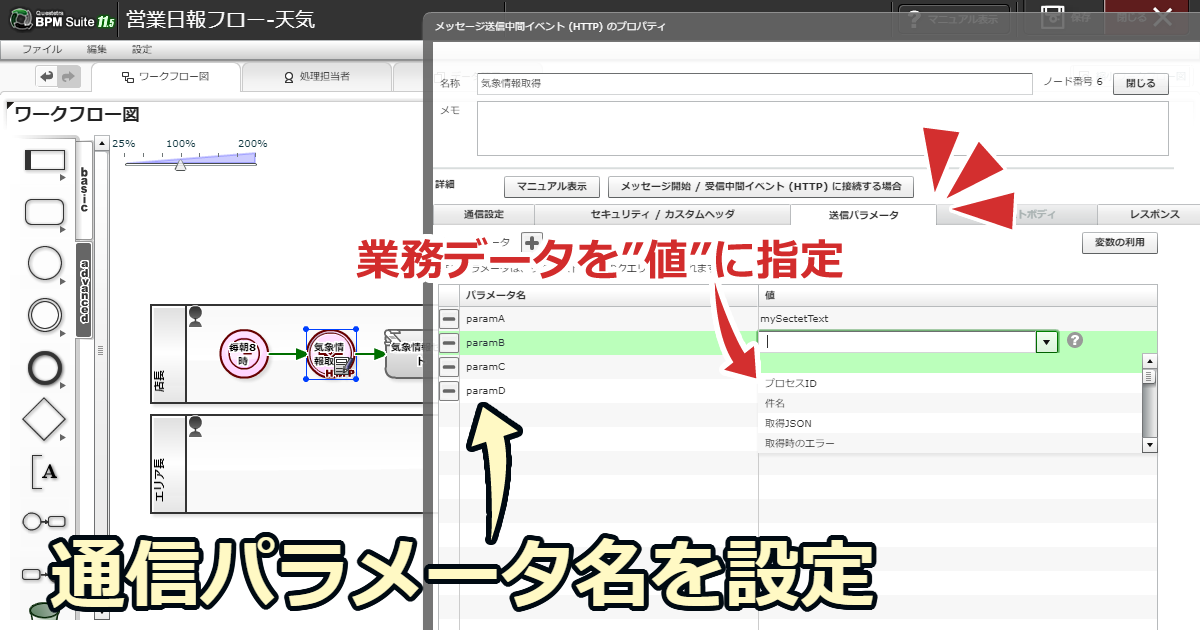 Questetra
BPM Suite 11.5
営業日報フロー-天気
マニュアル表示
保存
閉じる
ファイル 編集 設定
ワークフロー図
処理担当者
ワークフロー図
25% 100% 200%
basic
advanced
A
店長
毎朝8時
気象情報取
HTTP
気象情報
エリア長
メッセージ送信中間イベント (HTTP) のプロパティ
名称
気象情報取得
ノード番号 6
閉じる
メモ
詳細
マニュアル表示
メッセージ開始 / 受信中間イベント (HTTP) に接続する場合
通信設定
セキュリティ / カスタムヘッダ
送信パラメータ
トボディ
レスポンス
変数の利用
業務データを”値”に指定
パラメータ名 値
paramA mySectetText
paramB
paramC
paramD
プロセスID
件名
取得JSON
取得時のエラー
通信パラメータ名を設定